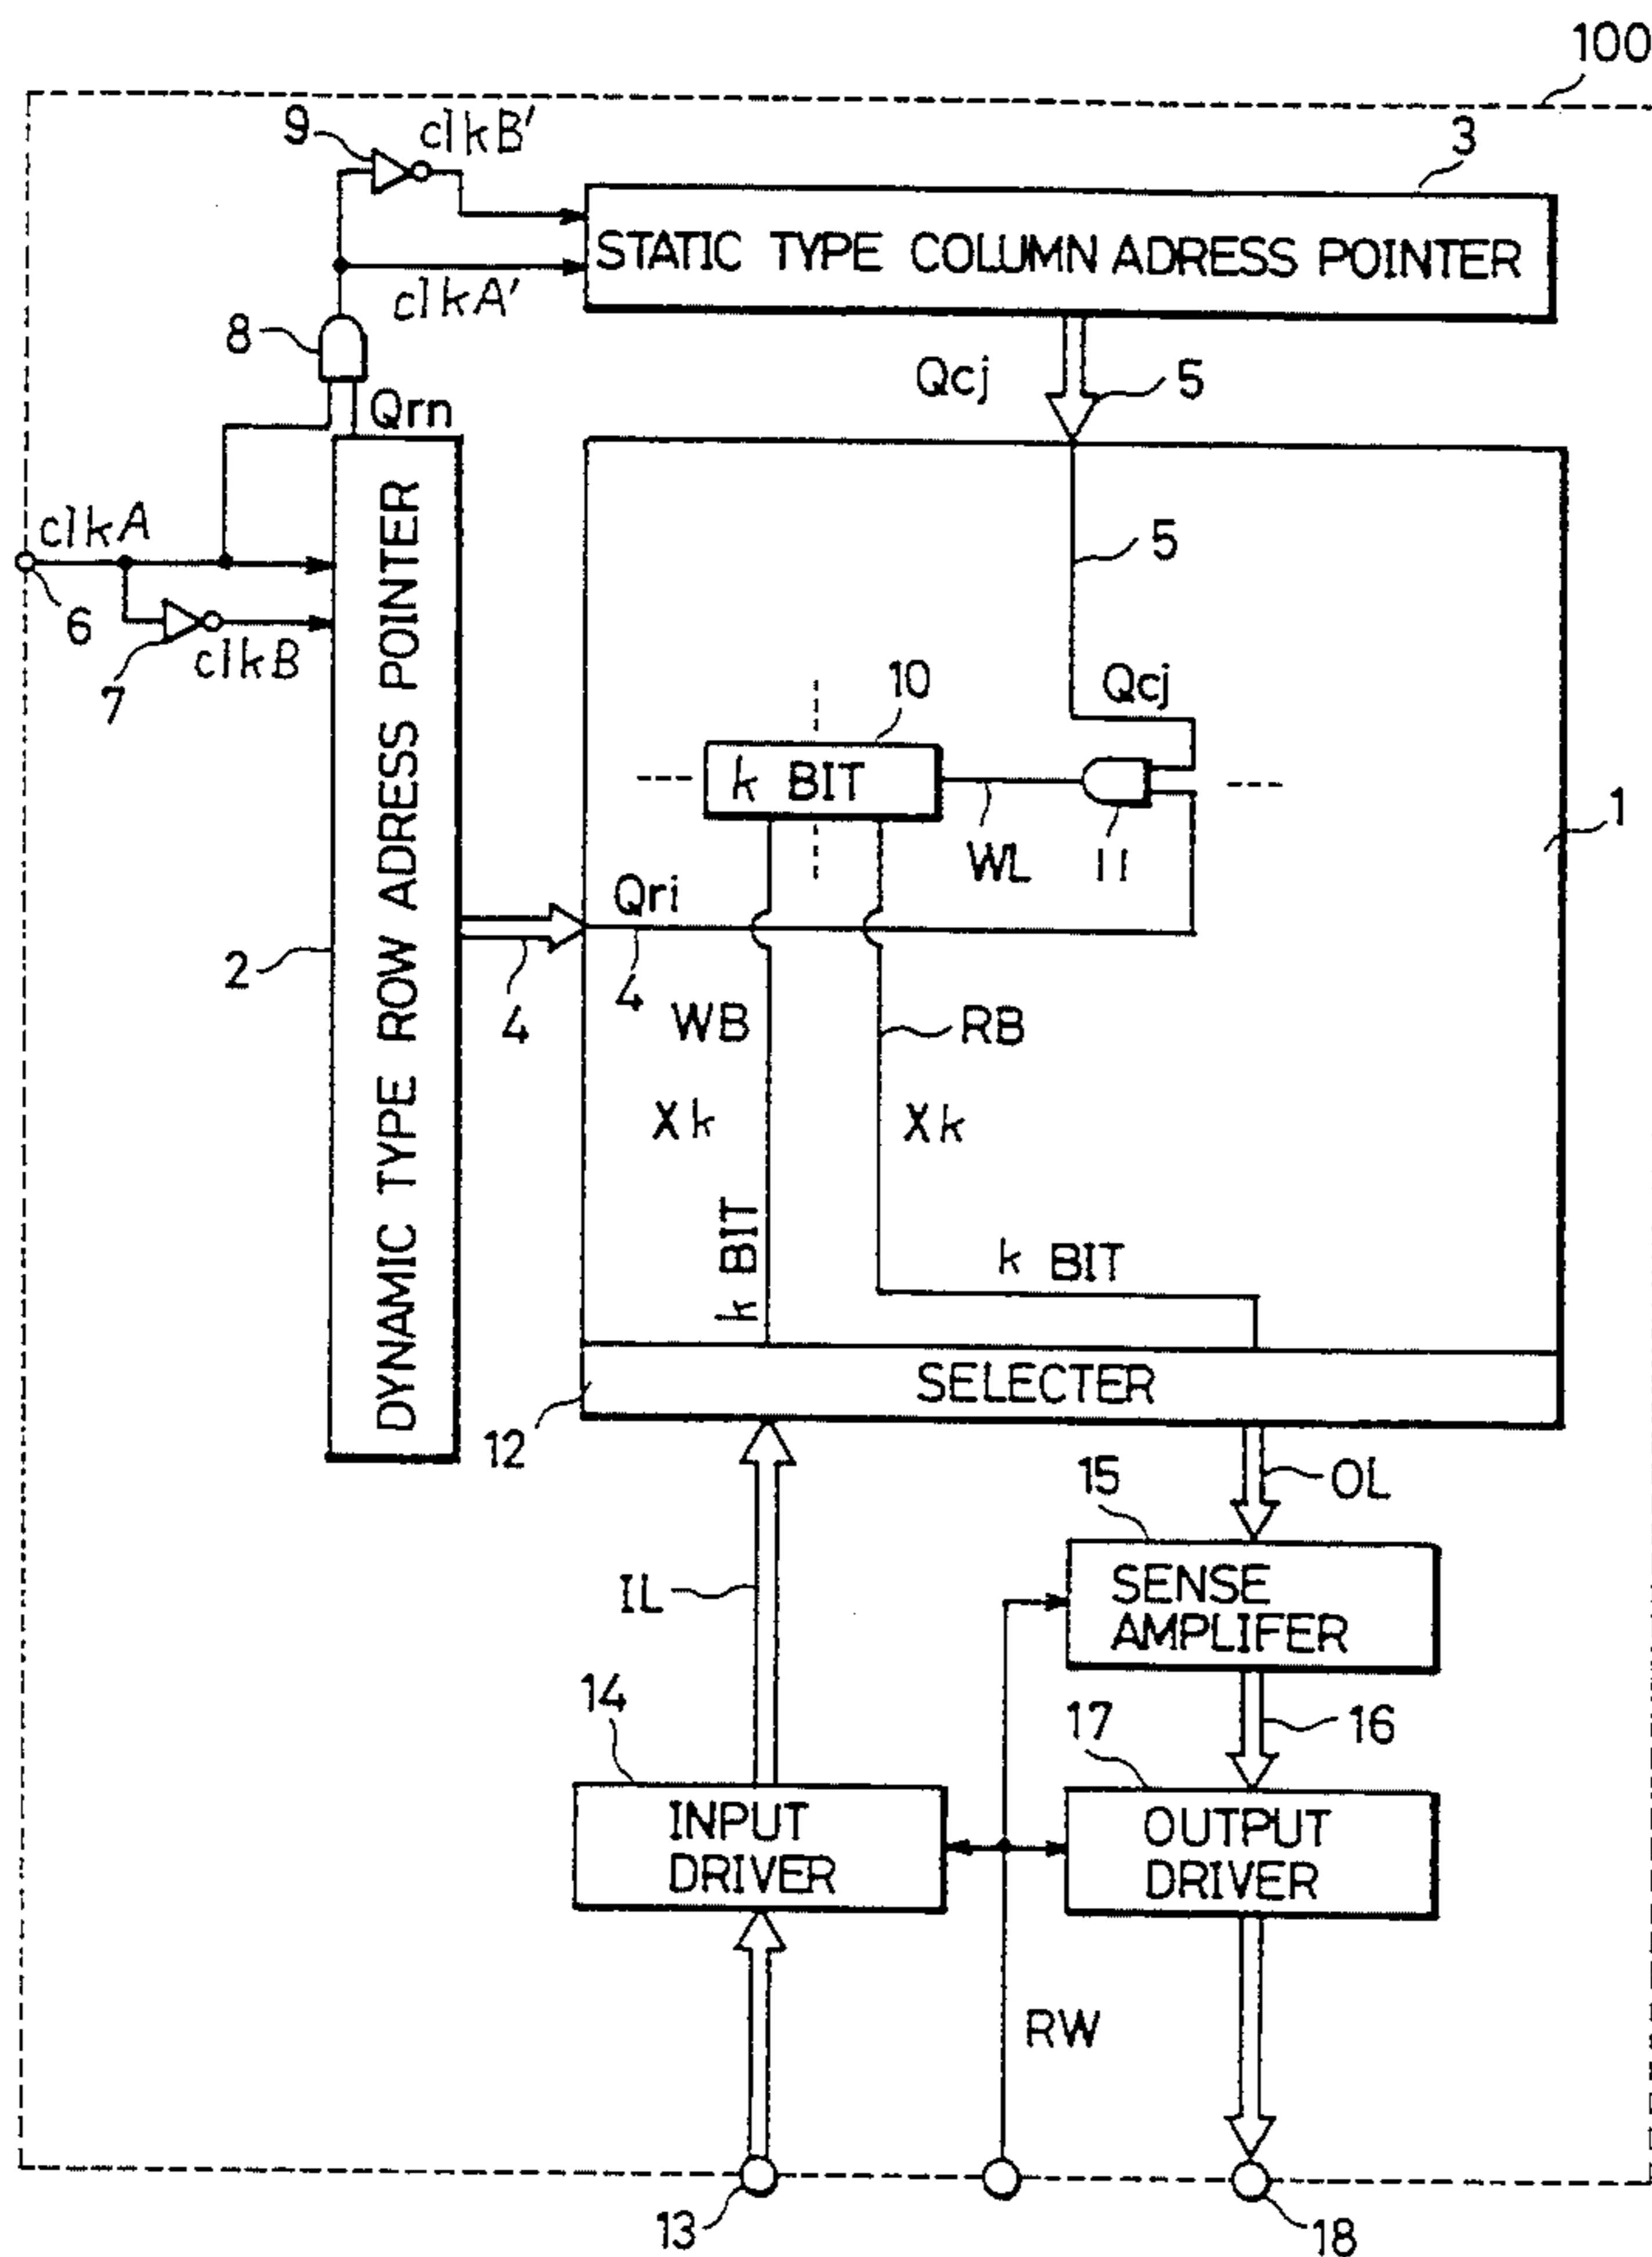 100
9
clkB'
3
STATIC TYPE COLUMN ADRESS POINTER
clkA'
8
Qrn
Qcj
5
clkA
6
7
clkB
DYNAMIC TYPE ROW ADRESS POINTER
2
5
Qcj
10
k BIT
WL
11
1
Qri
4
4
WB
RB
Xk
Xk
k BIT
k BIT
SELECTER
12
OL
15
SENSE
AMPLIFER
IL
14
16
17
INPUT
DRIVER
OUTPUT
DRIVER
RW
13
18